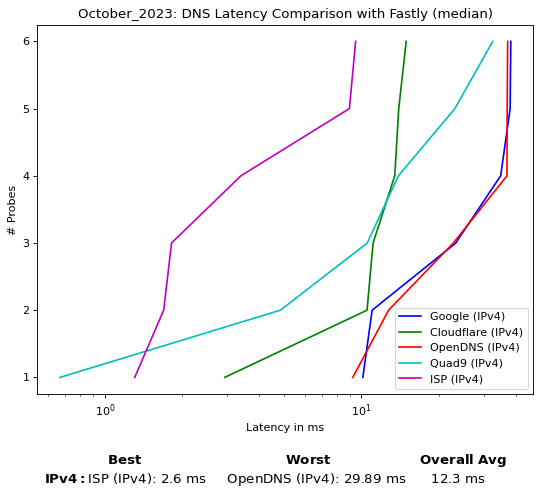 October_2023: DNS Latency Comparison with Fastly (median)
6
5
4
3
2
1
# Probes
Google (IPv4)
Cloudflare (IPv4)
OpenDNS (IPv4)
Quad9 (IPv4)
ISP (IPv4)
10⁰ 10¹
Latency in ms
Best Worst Overall Avg
IPv4: ISP (IPv4): 2.6 ms OpenDNS (IPv4): 29.89 ms 12.3 ms